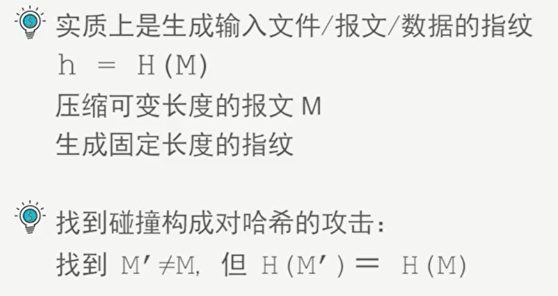 实质上是生成输入文件/报文/数据的指纹
h = H(M)
压缩可变长度的报文 M
生成固定长度的指纹
找到碰撞构成对哈希的攻击:
找到 M′≠M, 但 H(M′)= H(M)